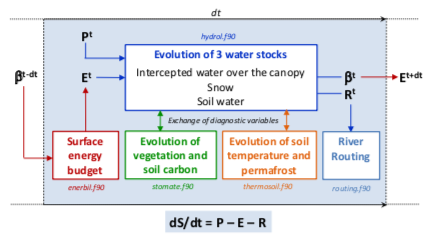 dt
hydrol.f90
Pᵗ
Evolution of 3 water stocks
Intercepted water over the canopy
Snow
Soil water
βᵗ⁻ᵈᵗ
Eᵗ
βᵗ
Eᵗ⁺ᵈᵗ
Rᵗ
Exchange of diagnostic variables
Surface
energy
budget
Evolution of
vegetation and
soil carbon
Evolution of soil
temperature and
permafrost
River
Routing
enerbil.f90
stomate.f90
thermosoil.f90
routing.f90
dS/dt = P – E – R